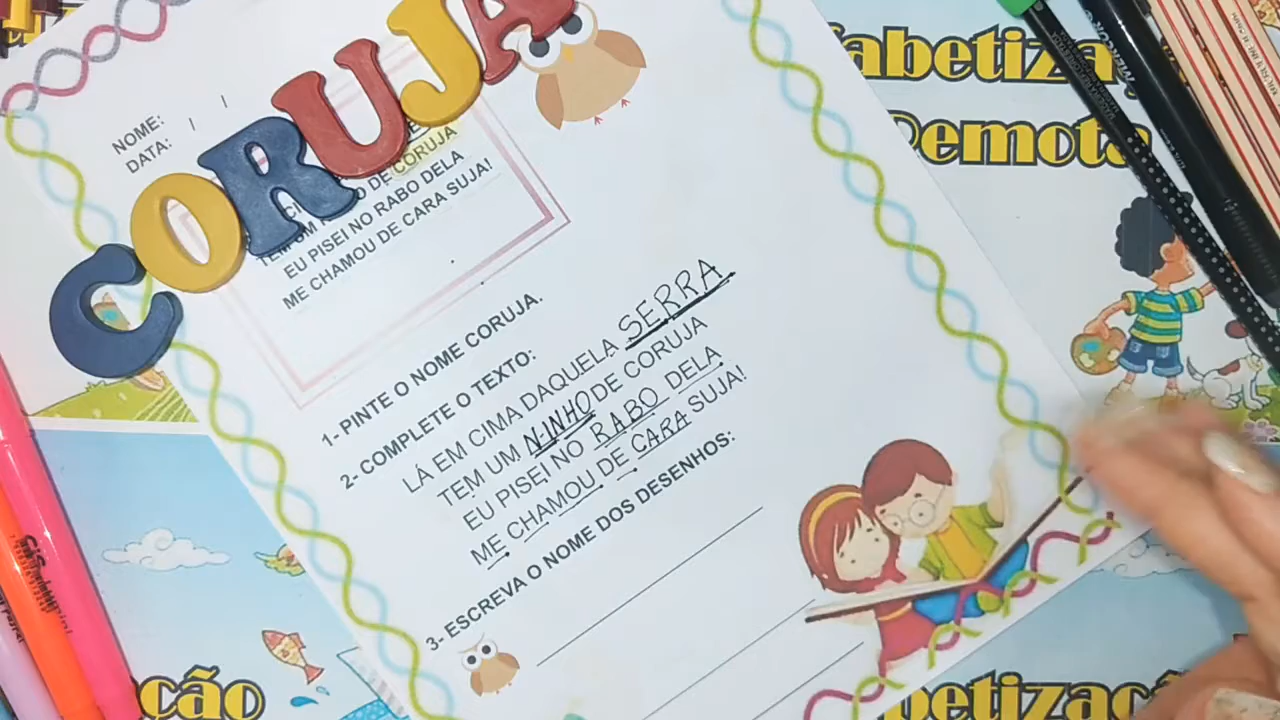 CORUJA
NOME:
DATA: / /
DE CORUJA
EU PISEI NO RABO DELA
ME CHAMOU DE CARA SUJA!
1- PINTE O NOME CORUJA.
2- COMPLETE O TEXTO:
LÁ EM CIMA DAQUELA SERRA
TEM UM NINHO DE CORUJA
EU PISEI NO RABO DELA
ME CHAMOU DE CARA SUJA!
3- ESCREVA O NOME DOS DESENHOS: